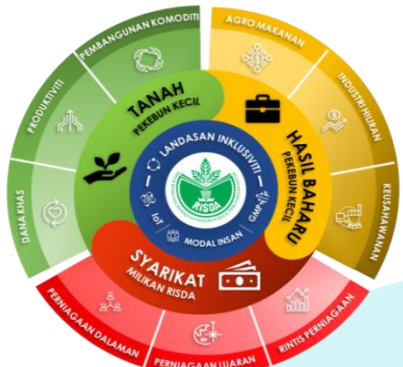 PEMBANGUNAN KOMODITI
AGRO MAKANAN
PRODUKTIVITI
INDUSTRI HILIRAN
DANA KHAS
KEUSAHAWANAN
TANAH
PEKEBUN KECIL
HASIL BAHARU
PEKEBUN KECIL
LANDASAN INKLUSIVITI
IoT
GMP
MODAL INSAN
RISDA
SYARIKAT
MILIKAN RISDA
PERNIAGAAN DALAMAN
PERNIAGAAN LUARAN
RINTIS PERNIAGAAN